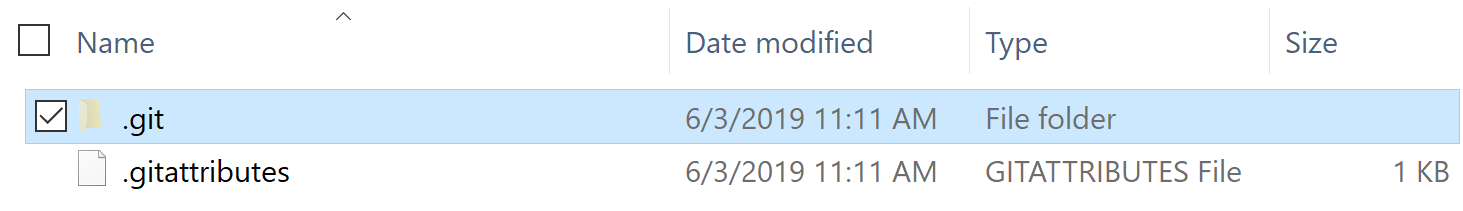 Name Date modified Type Size
.git 6/3/2019 11:11 AM File folder
.gitattributes 6/3/2019 11:11 AM GITATTRIBUTES File 1 KB